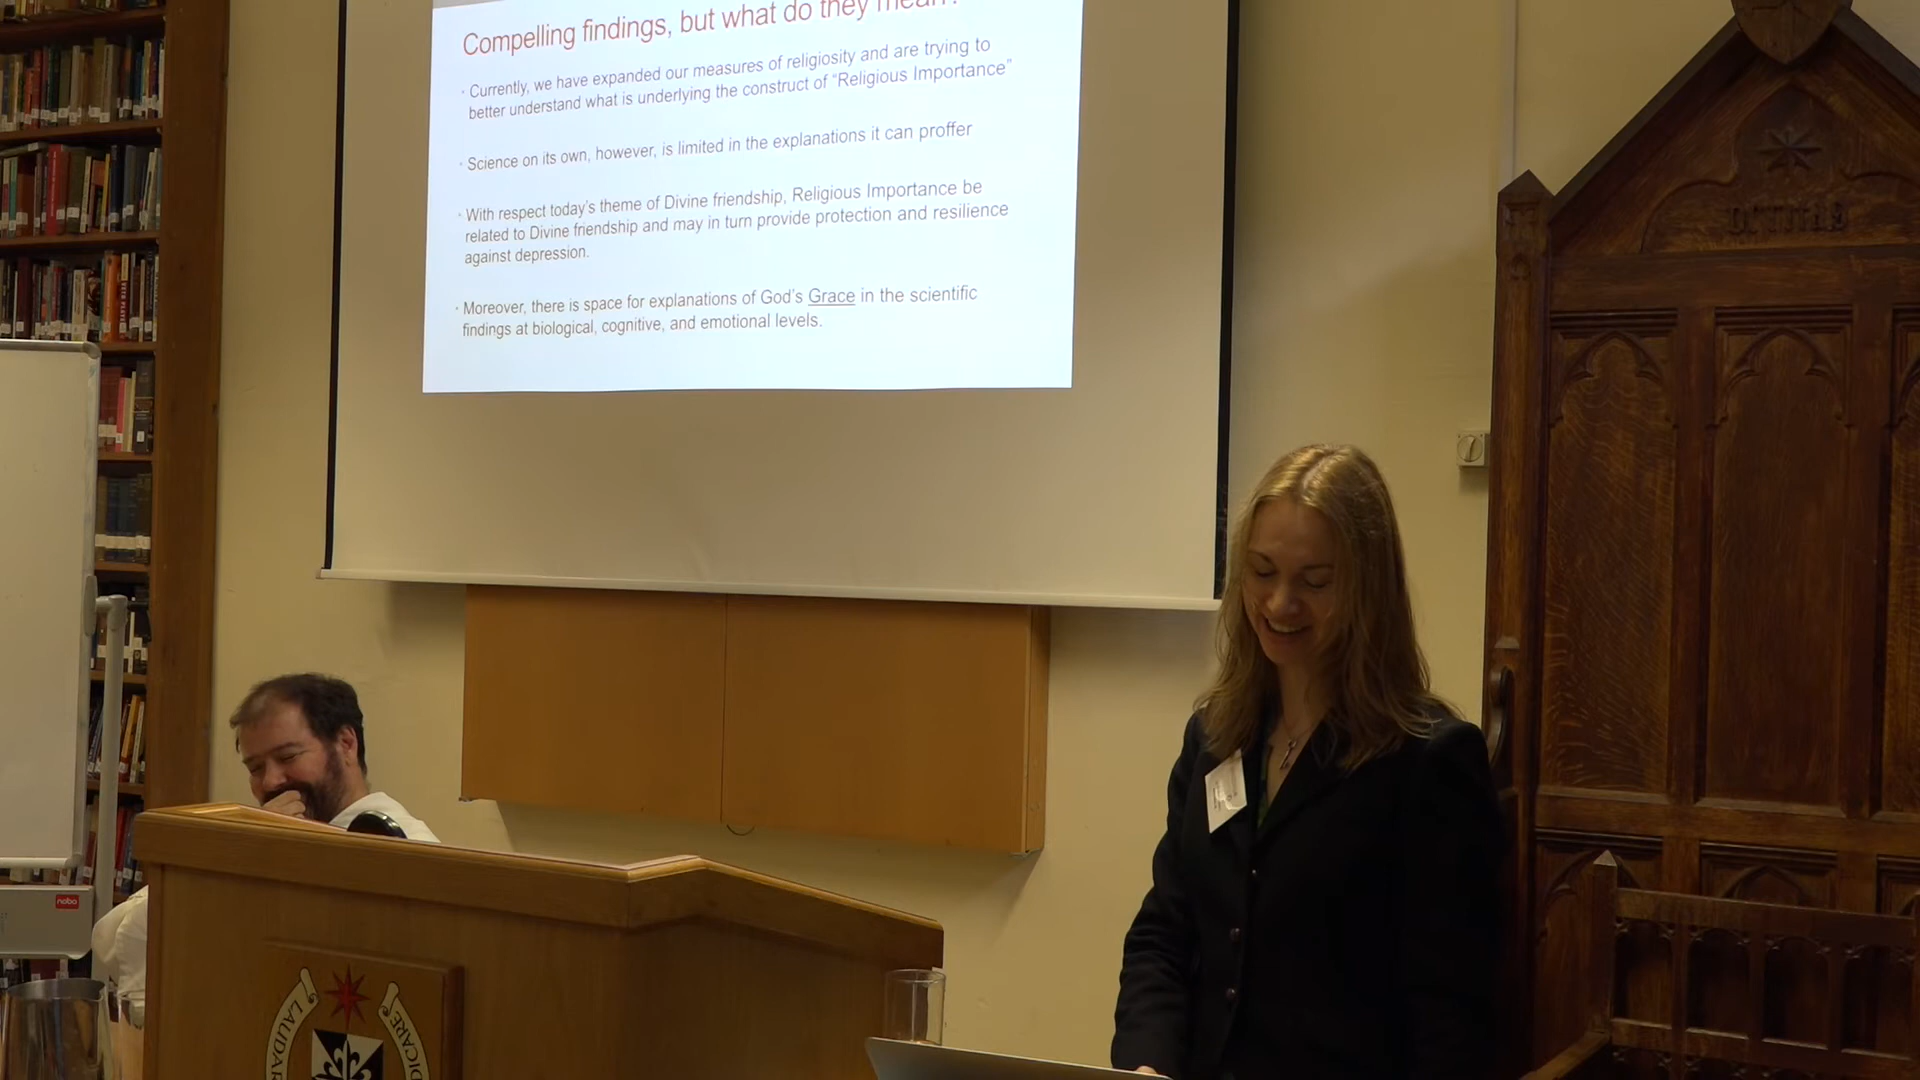 Compelling findings, but what do they mean?
· Currently, we have expanded our measures of religiosity and are trying to
better understand what is underlying the construct of “Religious Importance”
· Science on its own, however, is limited in the explanations it can proffer
· With respect today’s theme of Divine friendship, Religious Importance be
related to Divine friendship and may in turn provide protection and resilience
against depression.
· Moreover, there is space for explanations of God’s Grace in the scientific
findings at biological, cognitive, and emotional levels.
nobo
LAUDAR
DICARE